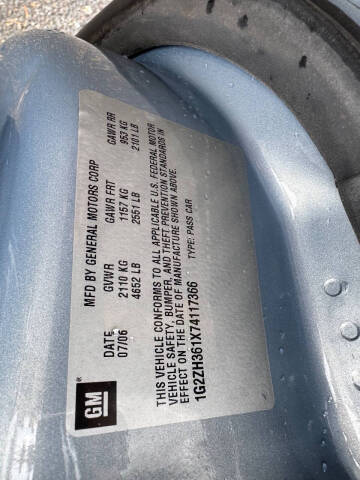 MFD BY GENERAL MOTORS CORP
DATE GVWR GAWR FRT GAWR RR
07/06 2110 KG 1157 KG 953 KG
4652 LB 2551 LB 2101 LB
THIS VEHICLE CONFORMS TO ALL APPLICABLE U.S. FEDERAL MOTOR
VEHICLE SAFETY, BUMPER, AND THEFT PREVENTION STANDARDS IN
EFFECT ON THE DATE OF MANUFACTURE SHOWN ABOVE.
1G2ZH361X74117366 TYPE: PASS CAR
GM ®